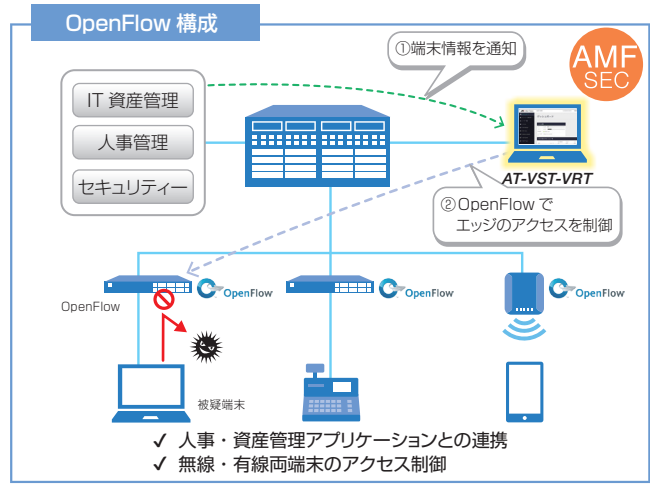 OpenFlow 構成
①端末情報を通知
AMF
SEC
IT 資産管理
人事管理
セキュリティー
AT-VST-VRT
②OpenFlow で
エッジのアクセスを制御
OpenFlow
OpenFlow
OpenFlow
OpenFlow
被疑端末
✓ 人事・資産管理アプリケーションとの連携
✓ 無線・有線両端末のアクセス制御